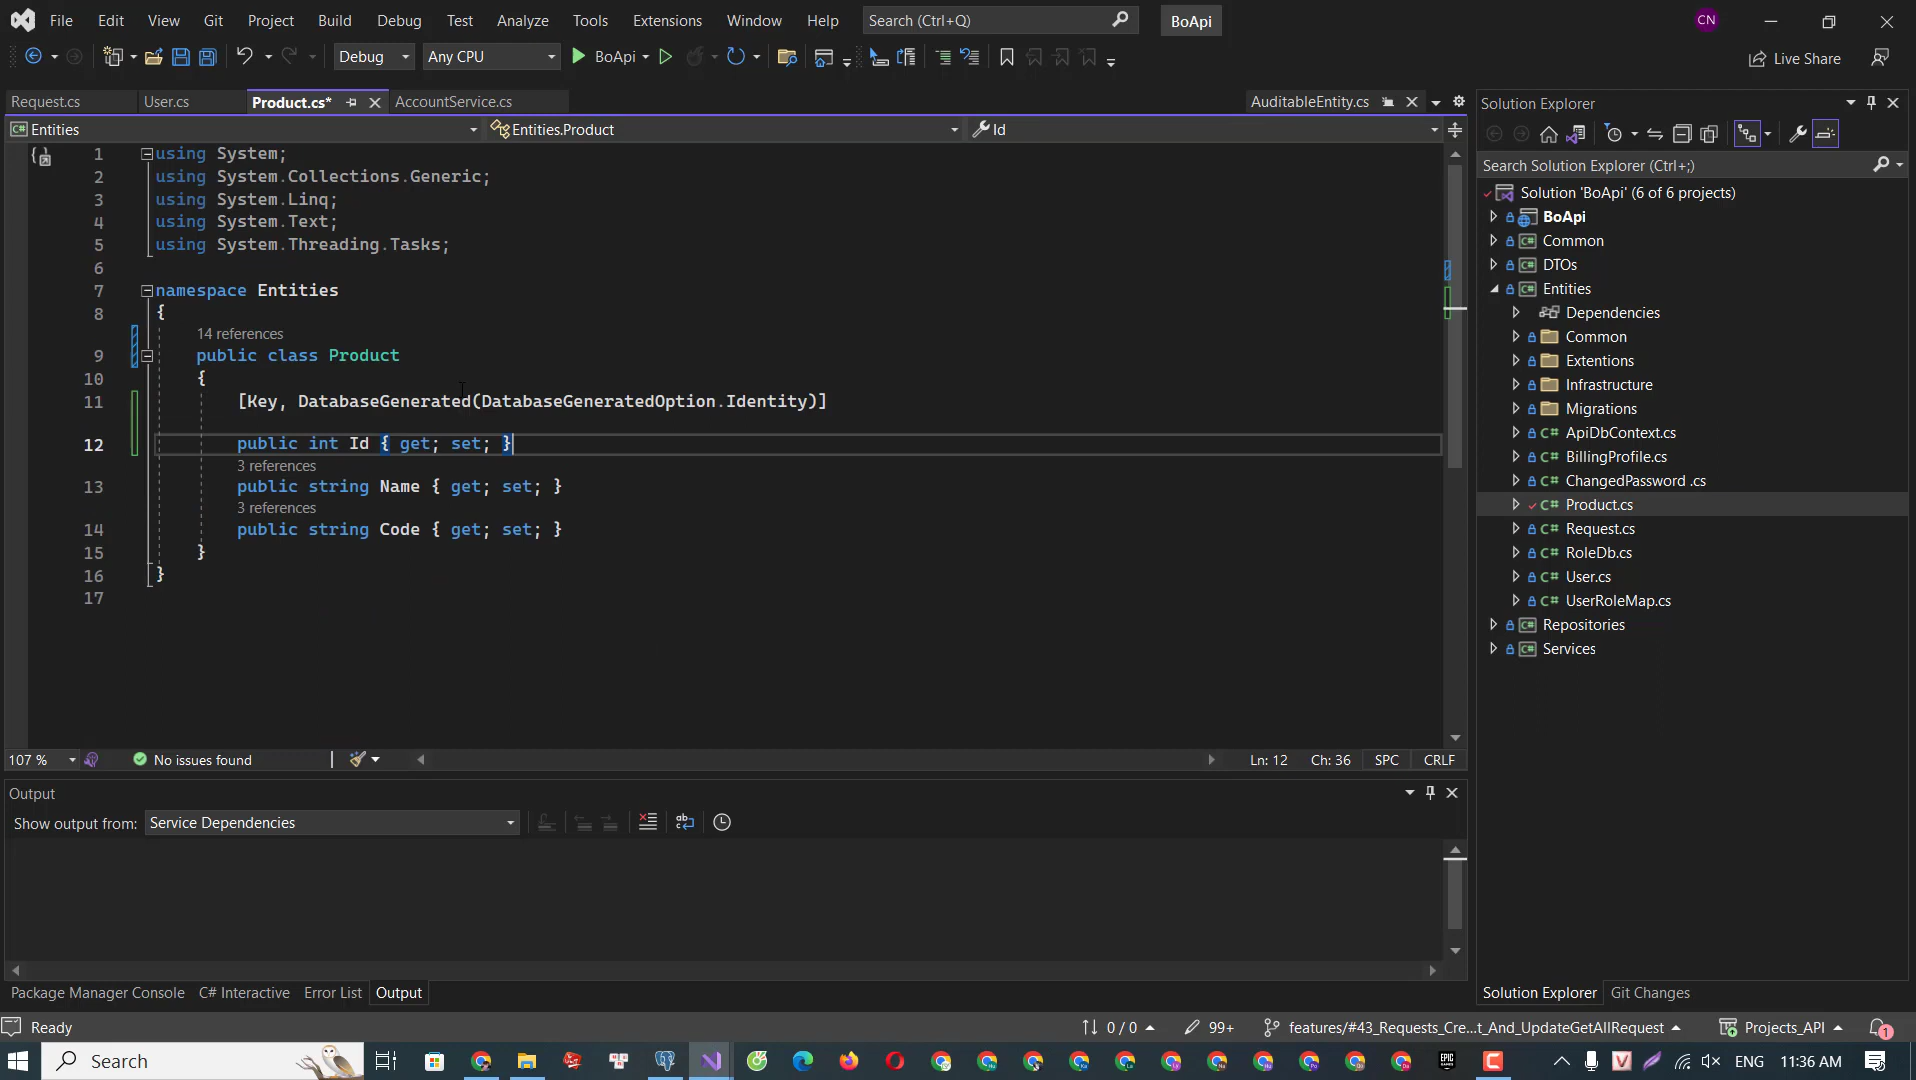 File Edit View Git Project Build Debug Test Analyze Tools Extensions Window Help Search (Ctrl+Q) BoApi CN
Debug Any CPU BoApi Live Share
Request.cs User.cs Product.cs* AccountService.cs AuditableEntity.cs
Entities Entities.Product Id
1 using System;
2 using System.Collections.Generic;
3 using System.Linq;
4 using System.Text;
5 using System.Threading.Tasks;
6
7 namespace Entities
8 {
14 references
9 public class Product
10 {
11 [Key, DatabaseGenerated(DatabaseGeneratedOption.Identity)]
12 public int Id { get; set; }
3 references
13 public string Name { get; set; }
3 references
14 public string Code { get; set; }
15 }
16 }
17
107 % No issues found Ln: 12 Ch: 36 SPC CRLF
Output
Show output from: Service Dependencies
Package Manager Console C# Interactive Error List Output
Solution Explorer
Search Solution Explorer (Ctrl+;)
Solution 'BoApi' (6 of 6 projects)
BoApi
Common
DTOs
Entities
Dependencies
Common
Extentions
Infrastructure
Migrations
ApiDbContext.cs
BillingProfile.cs
ChangedPassword .cs
Product.cs
Request.cs
RoleDb.cs
User.cs
UserRoleMap.cs
Repositories
Services
Solution Explorer Git Changes
Ready 0 / 0 99+ features/#43_Requests_Cre...t_And_UpdateGetAllRequest Projects_API 1
Search ENG 11:36 AM